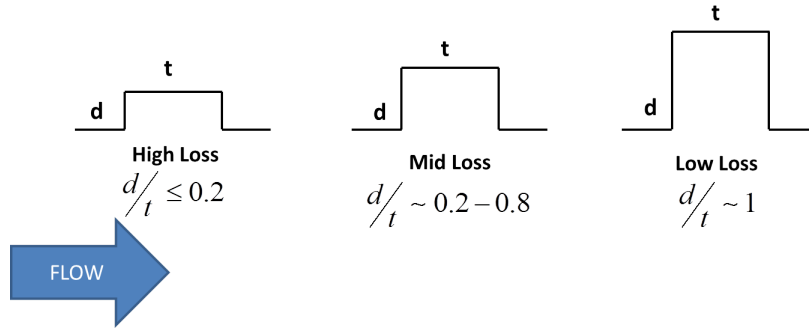 t
d
High Loss
d/t ≤ 0.2
t
d
Mid Loss
d/t ~ 0.2 – 0.8
t
d
Low Loss
d/t ~ 1
FLOW